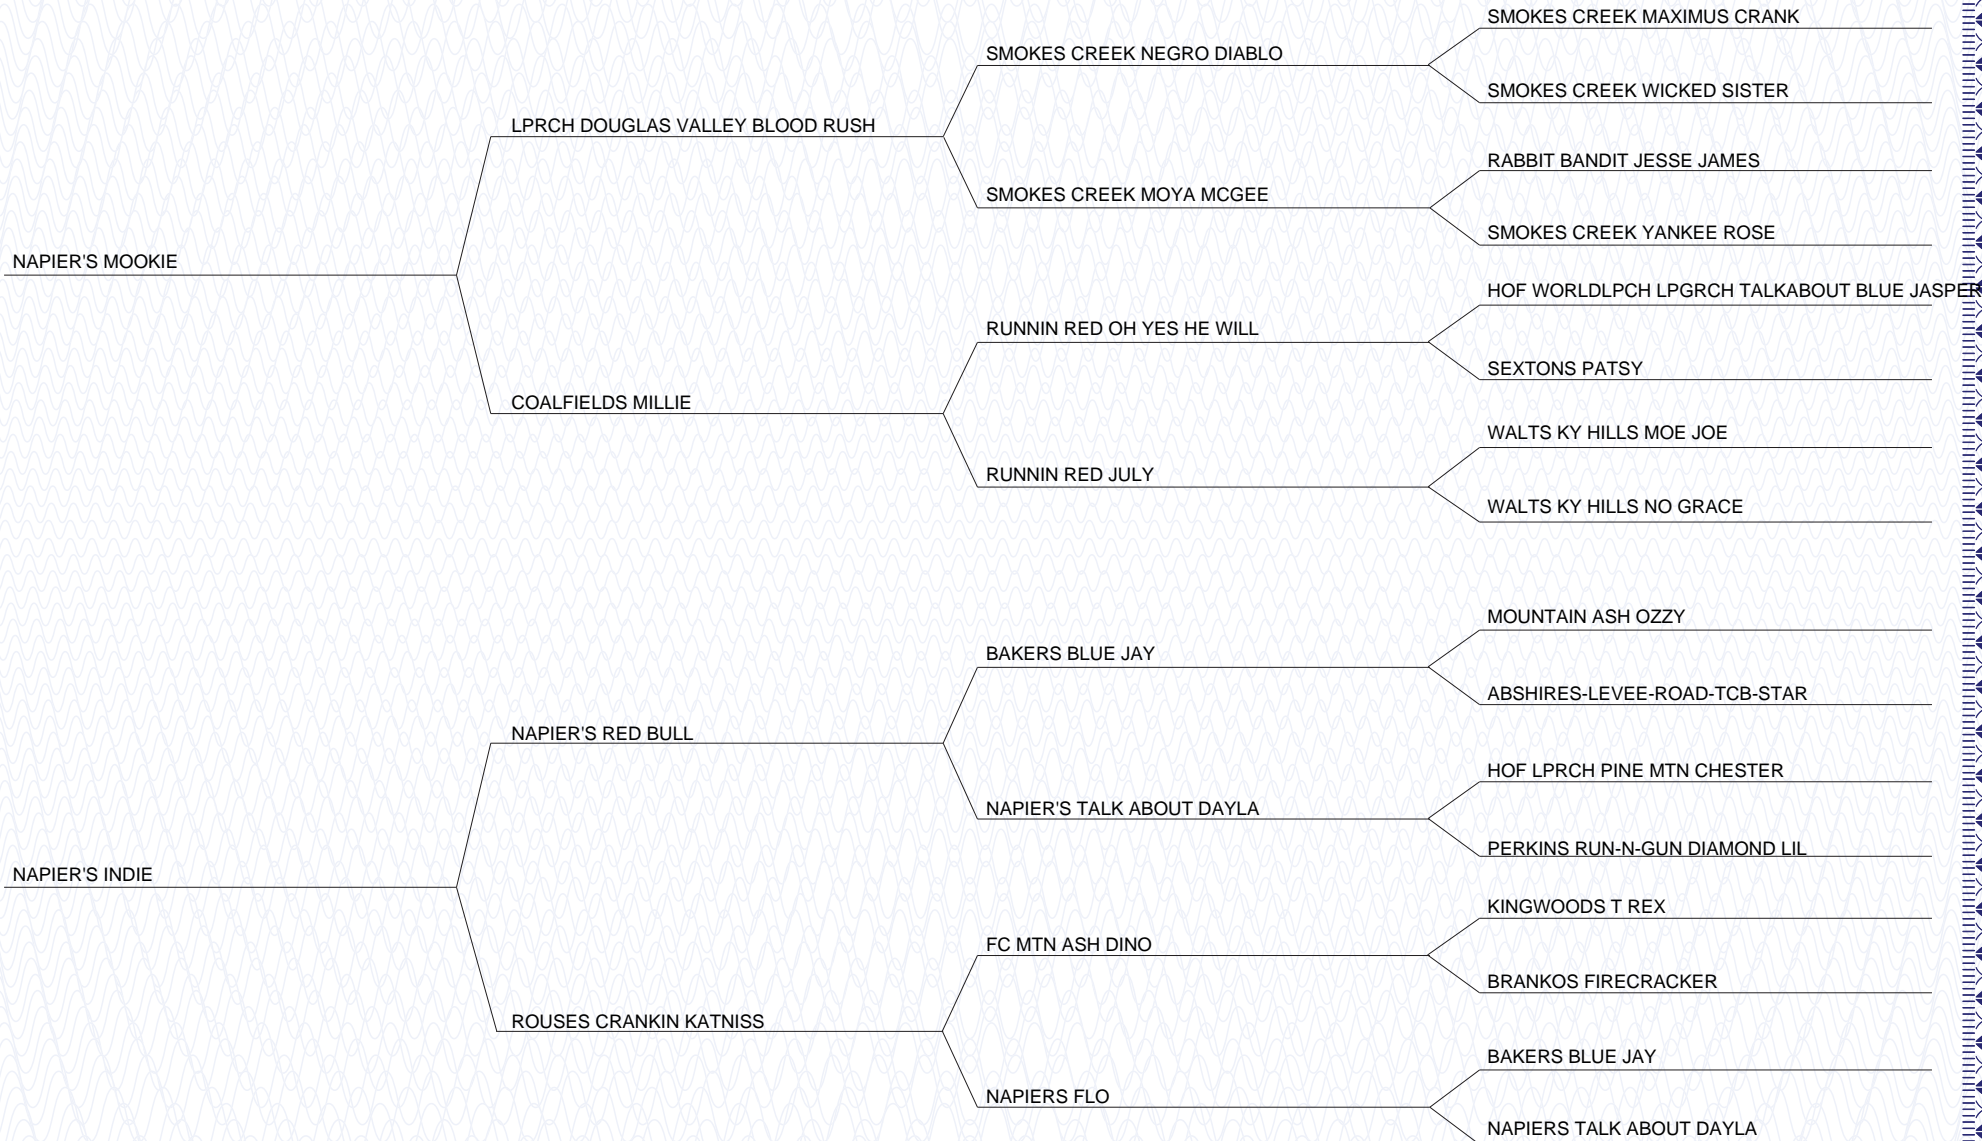 SMOKES CREEK MAXIMUS CRANK
SMOKES CREEK NEGRO DIABLO
SMOKES CREEK WICKED SISTER
LPRCH DOUGLAS VALLEY BLOOD RUSH
RABBIT BANDIT JESSE JAMES
SMOKES CREEK MOYA MCGEE
SMOKES CREEK YANKEE ROSE
NAPIER'S MOOKIE
HOF WORLDLPCH LPGRCH TALKABOUT BLUE JASPER
RUNNIN RED OH YES HE WILL
SEXTONS PATSY
COALFIELDS MILLIE
WALTS KY HILLS MOE JOE
RUNNIN RED JULY
WALTS KY HILLS NO GRACE
MOUNTAIN ASH OZZY
BAKERS BLUE JAY
ABSHIRES-LEVEE-ROAD-TCB-STAR
NAPIER'S RED BULL
HOF LPRCH PINE MTN CHESTER
NAPIER'S TALK ABOUT DAYLA
PERKINS RUN-N-GUN DIAMOND LIL
NAPIER'S INDIE
KINGWOODS T REX
FC MTN ASH DINO
BRANKOS FIRECRACKER
ROUSES CRANKIN KATNISS
BAKERS BLUE JAY
NAPIERS FLO
NAPIERS TALK ABOUT DAYLA